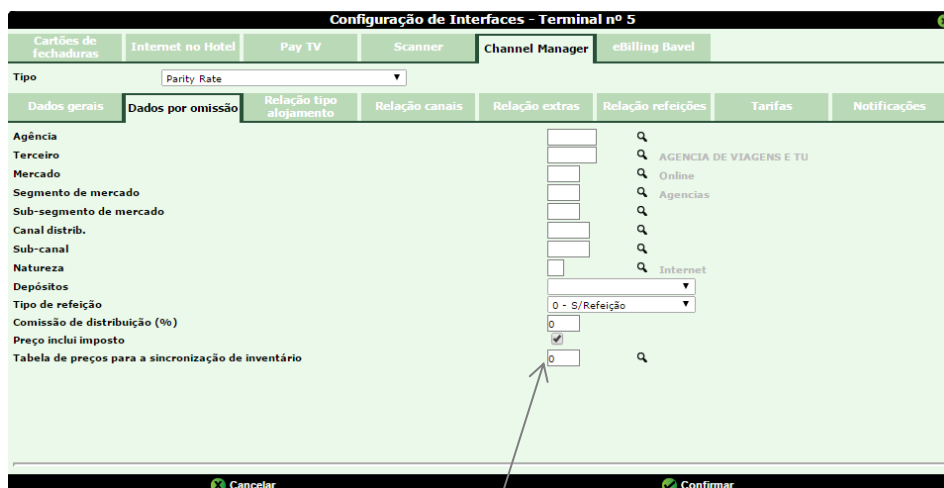 Configuração de Interfaces - Terminal nº 5
Cartões de fechaduras Internet no Hotel Pay TV Scanner Channel Manager eBilling Bavel
Tipo Parity Rate
Dados gerais Dados por omissão Relação tipo alojamento Relação canais Relação extras Relação refeições Tarifas Notificações
Agência
Terceiro AGENCIA DE VIAGENS E TU
Mercado Online
Segmento de mercado Agencias
Sub-segmento de mercado
Canal distrib.
Sub-canal
Natureza Internet
Depósitos
Tipo de refeição 0 - S/Refeição
Comissão de distribuição (%) 0
Preço inclui imposto
Tabela de preços para a sincronização de inventário 0
Cancelar Confirmar